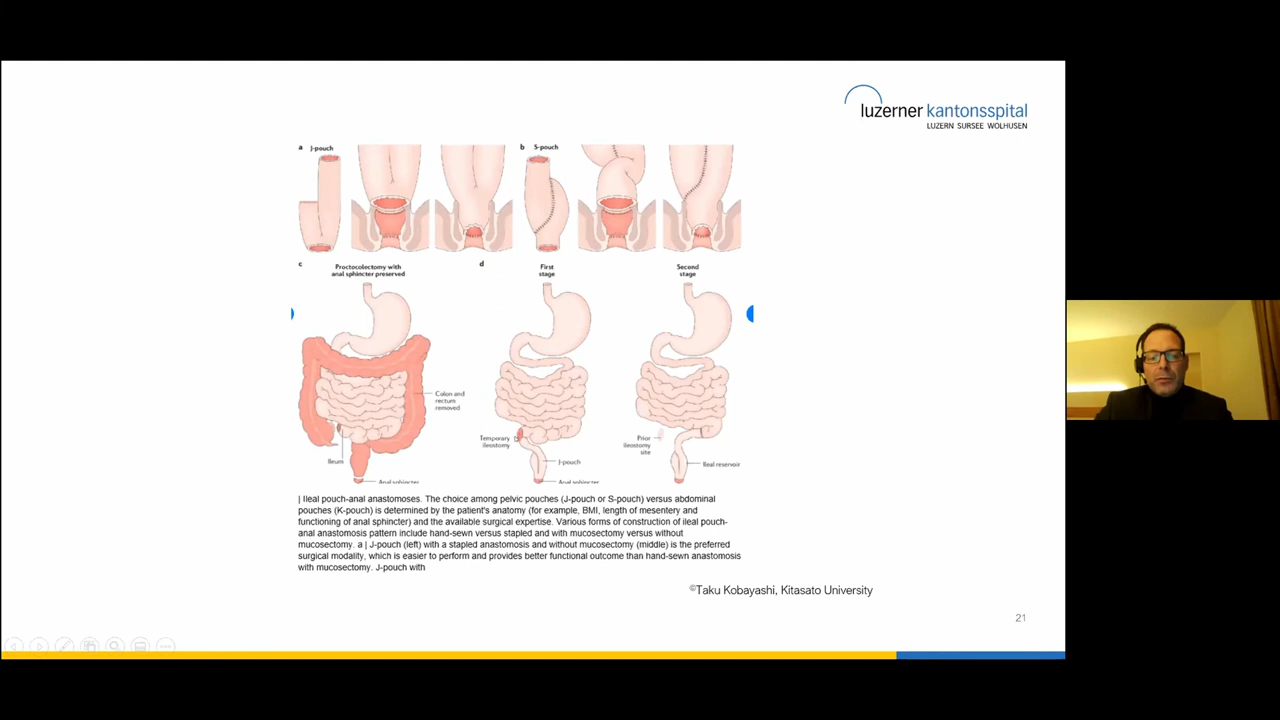 luzerner kantonsspital
LUZERN SURSEE WOLHUSEN
a J-pouch
b S-pouch
c Proctocolectomy with
anal sphincter preserved
d First
stage
Second
stage
Colon and
rectum
removed
Ileum
Anal sphincter
Temporary
ileostomy
J-pouch
Anal sphincter
Prior
ileostomy
site
Ileal reservoir
| Ileal pouch-anal anastomoses. The choice among pelvic pouches (J-pouch or S-pouch) versus abdominal
pouches (K-pouch) is determined by the patient's anatomy (for example, BMI, length of mesentery and
functioning of anal sphincter) and the available surgical expertise. Various forms of construction of ileal pouch-
anal anastomosis pattern include hand-sewn versus stapled and with mucosectomy versus without
mucosectomy. a | J-pouch (left) with a stapled anastomosis and without mucosectomy (middle) is the preferred
surgical modality, which is easier to perform and provides better functional outcome than hand-sewn anastomosis
with mucosectomy. J-pouch with
©Taku Kobayashi, Kitasato University
21